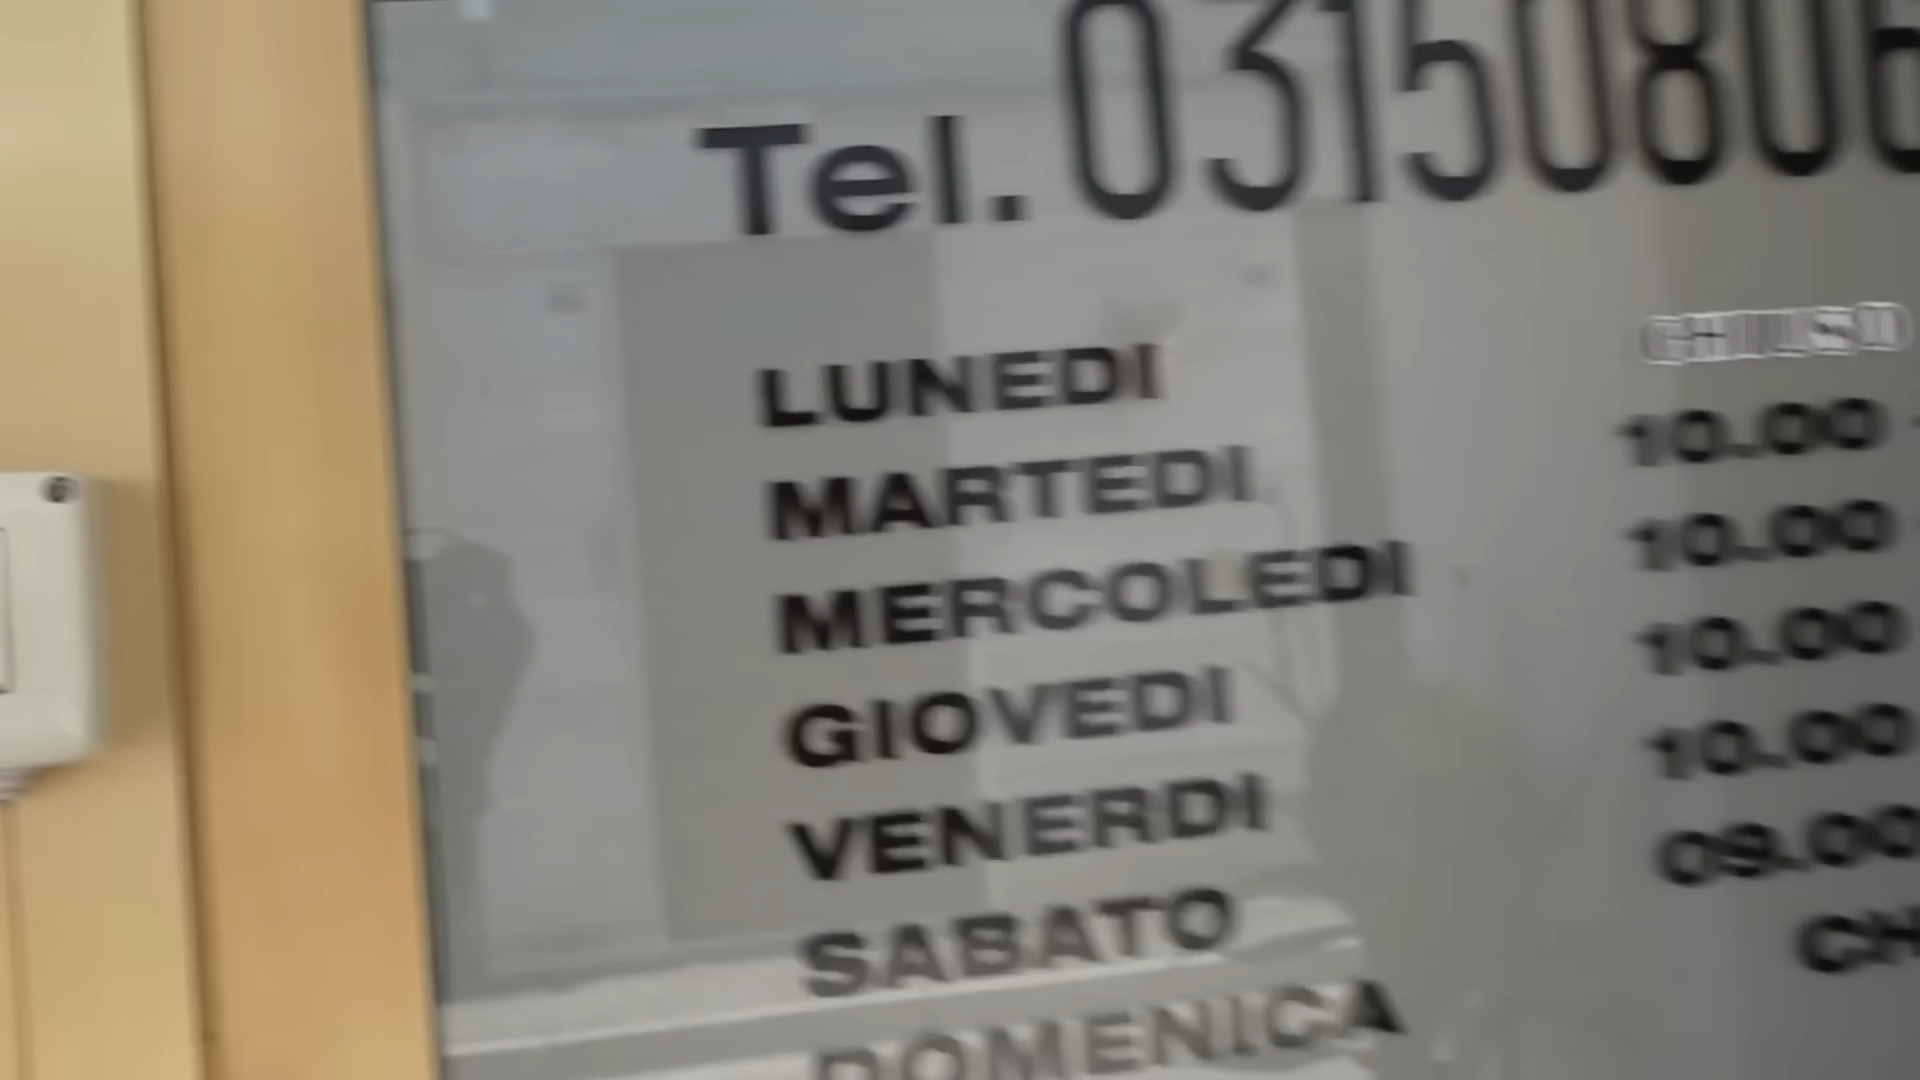 Tel. 03150806
LUNEDI CHIUSO
MARTEDI 10.00 -
MERCOLEDI 10.00
GIOVEDI 10.00
VENERDI 10.00
SABATO 09.00
DOMENICA CH